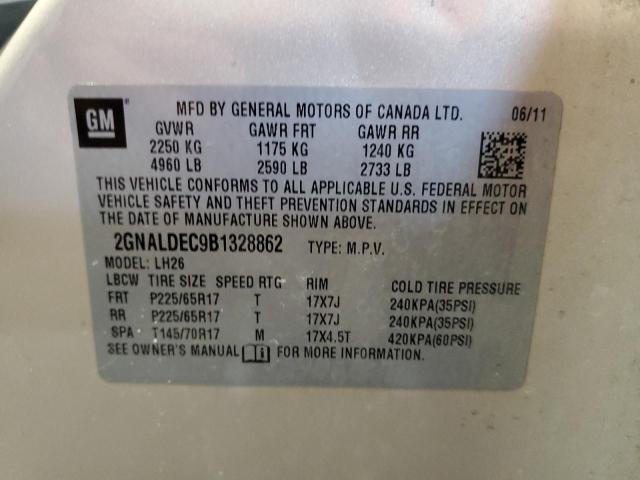 GM ®
MFD BY GENERAL MOTORS OF CANADA LTD. 06/11
GVWR GAWR FRT GAWR RR
2250 KG 1175 KG 1240 KG
4960 LB 2590 LB 2733 LB
THIS VEHICLE CONFORMS TO ALL APPLICABLE U.S. FEDERAL MOTOR
VEHICLE SAFETY AND THEFT PREVENTION STANDARDS IN EFFECT ON
THE DATE OF MANUFACTURE SHOWN ABOVE.
2GNALDEC9B1328862 TYPE: M.P.V.
MODEL: LH26
LBCW TIRE SIZE SPEED RTG RIM COLD TIRE PRESSURE
FRT P225/65R17 T 17X7J 240KPA(35PSI)
RR P225/65R17 T 17X7J 240KPA(35PSI)
SPA T145/70R17 M 17X4.5T 420KPA(60PSI)
SEE OWNER'S MANUAL FOR MORE INFORMATION.